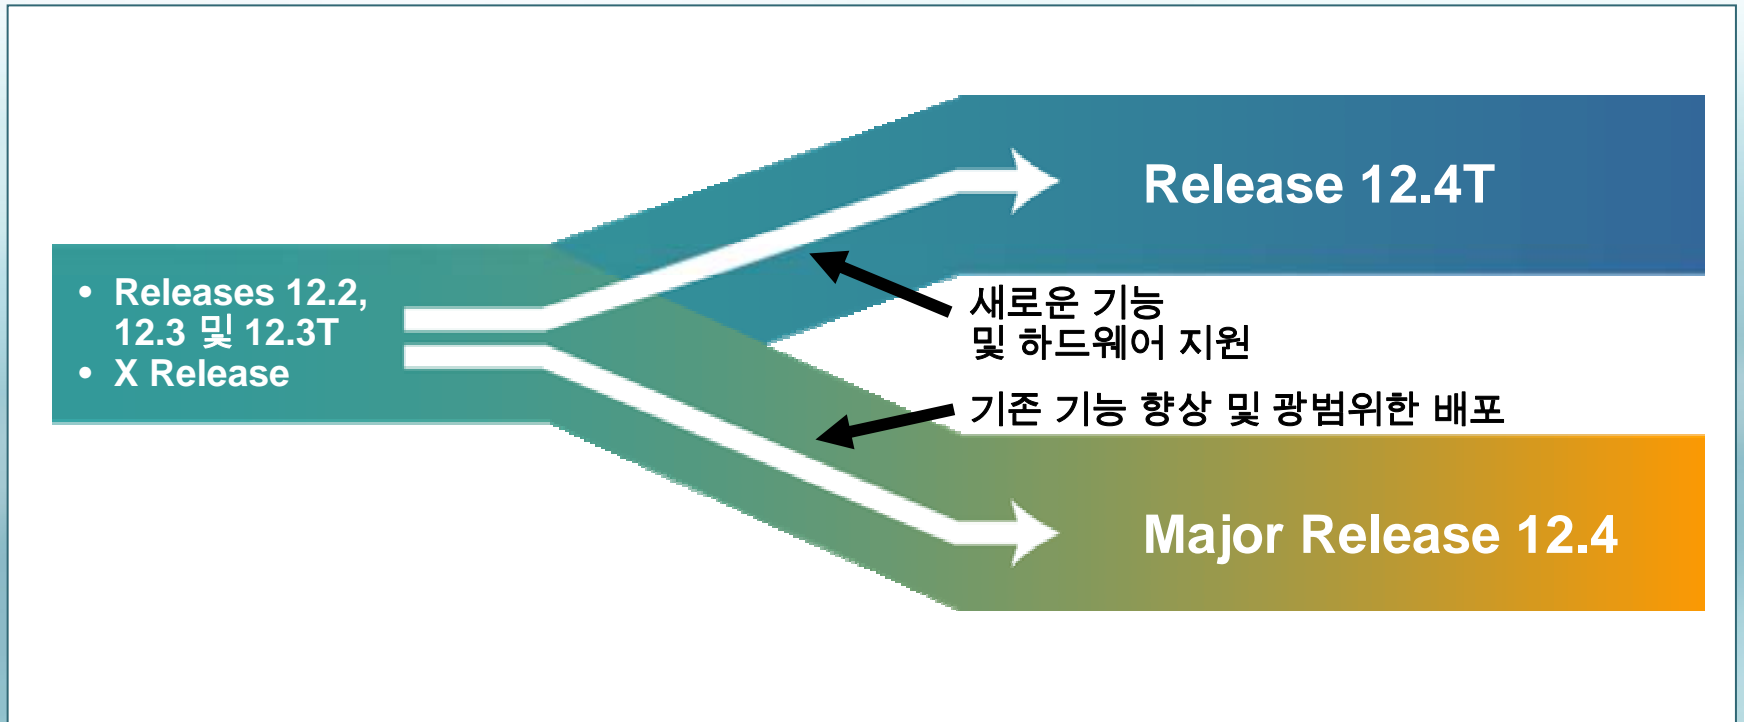 Release 12.4T
• Releases 12.2,
12.3 및 12.3T
• X Release
새로운 기능
및 하드웨어 지원
기존 기능 향상 및 광범위한 배포
Major Release 12.4